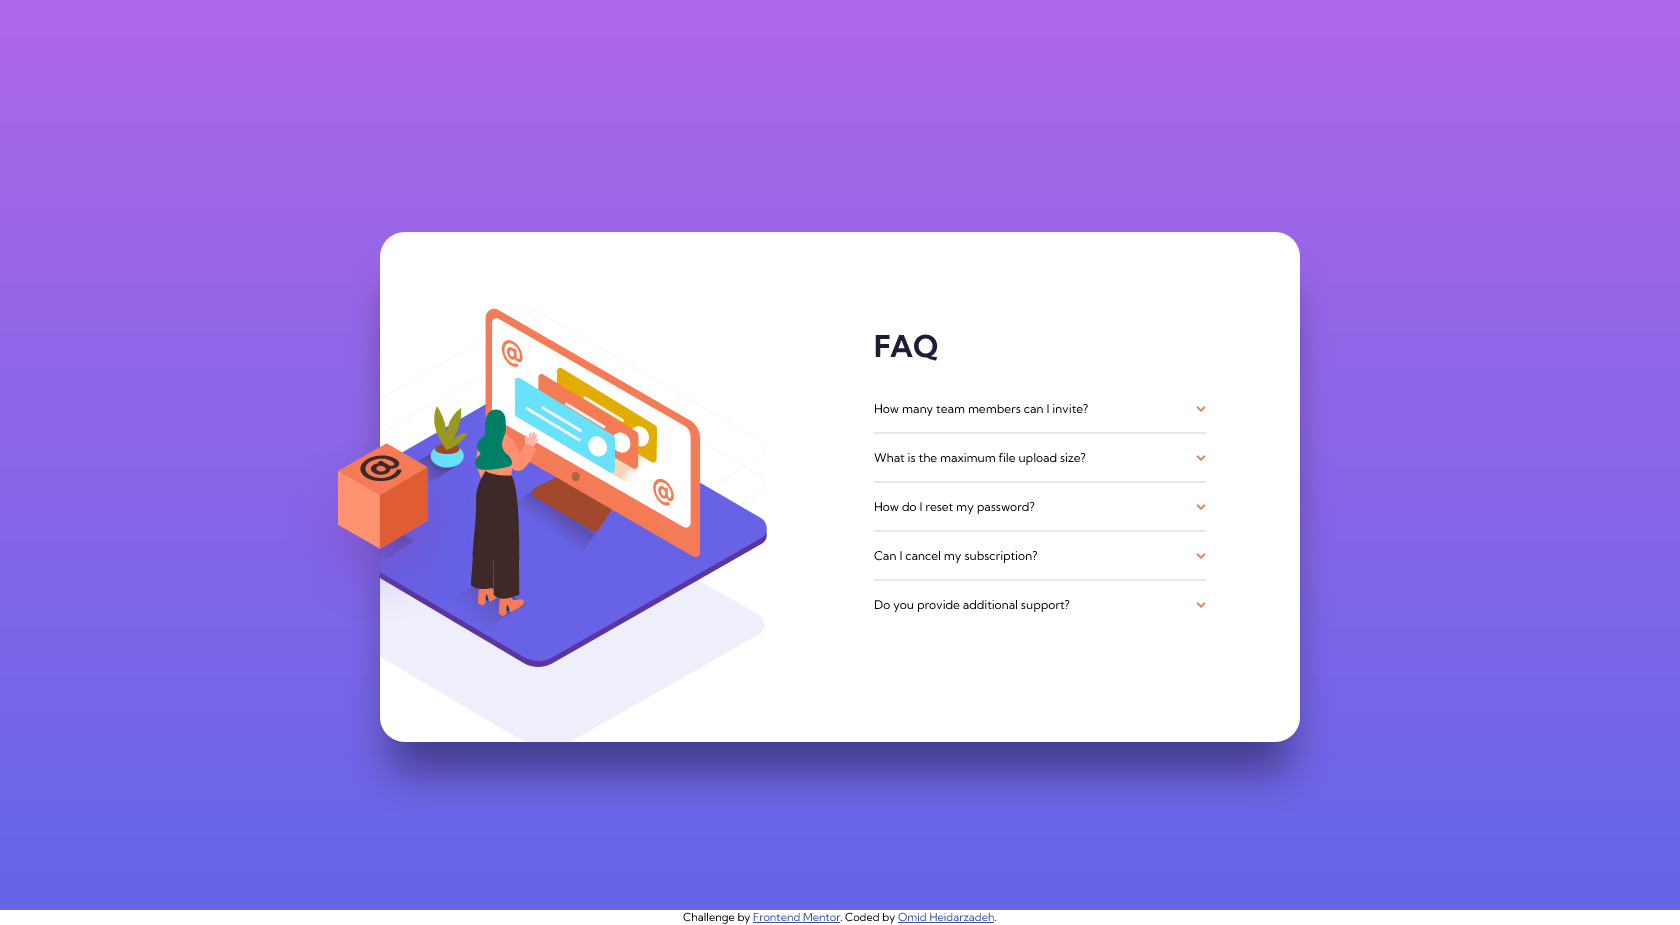 FAQ
How many team members can I invite?
What is the maximum file upload size?
How do I reset my password?
Can I cancel my subscription?
Do you provide additional support?
@
@
@
Challenge by Frontend Mentor. Coded by Omid Heidarzadeh.